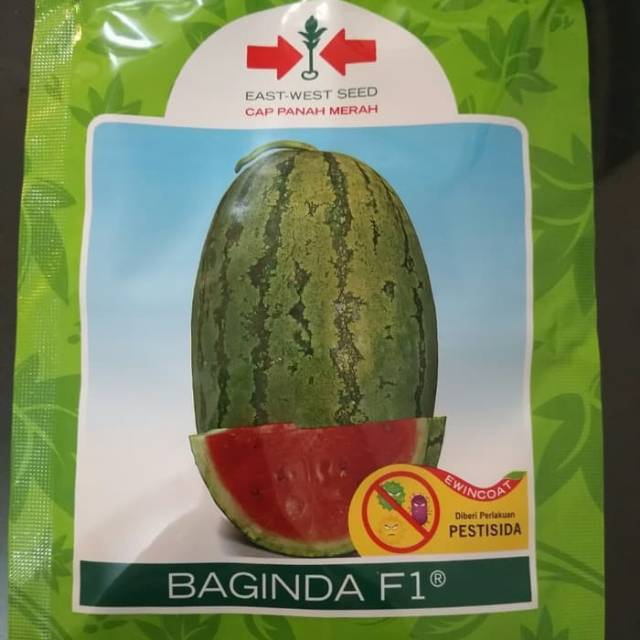 EAST-WEST SEED
CAP PANAH MERAH
EWINCOAT
Diberi Perlakuan
PESTISIDA
BAGINDA F1®